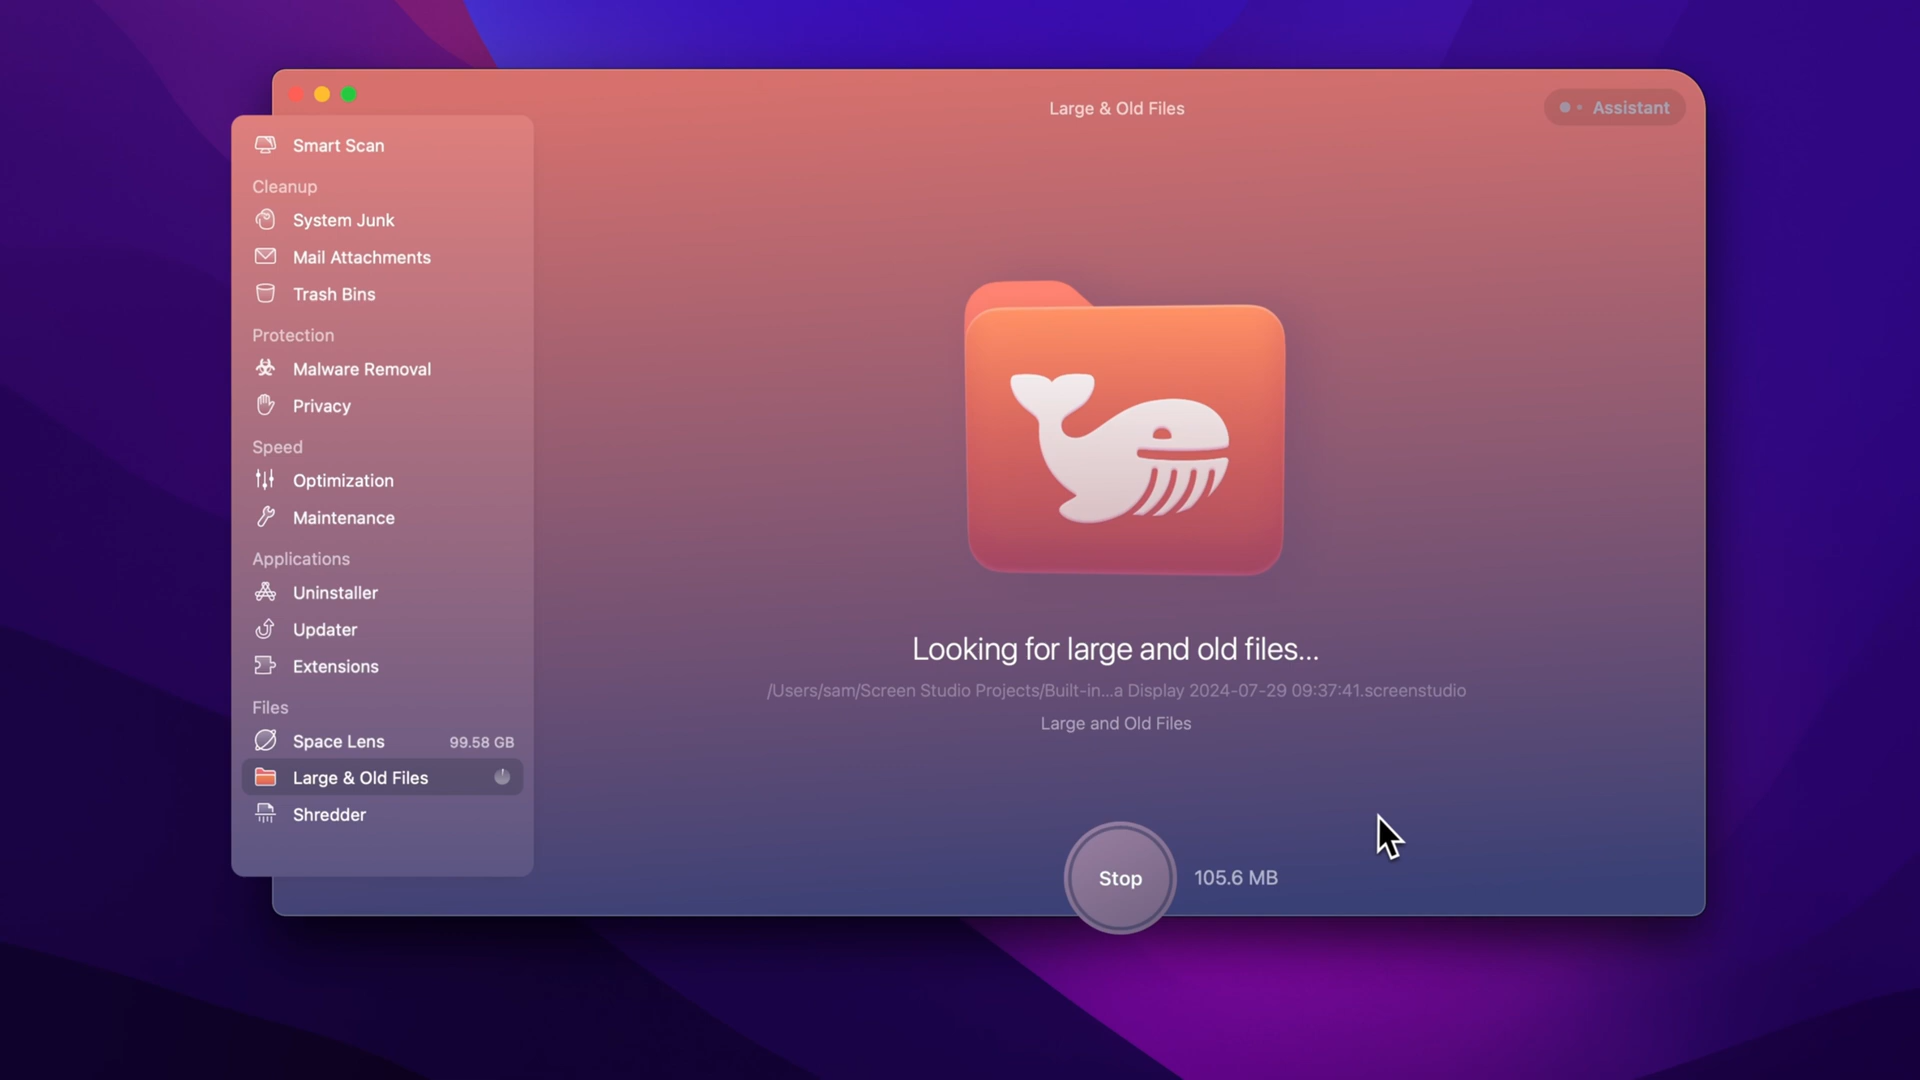 Large & Old Files
Assistant
Smart Scan
Cleanup
System Junk
Mail Attachments
Trash Bins
Protection
Malware Removal
Privacy
Speed
Optimization
Maintenance
Applications
Uninstaller
Updater
Extensions
Files
Space Lens 99.58 GB
Large & Old Files
Shredder
Looking for large and old files...
/Users/sam/Screen Studio Projects/Built-in...a Display 2024-07-29 09:37:41.screenstudio
Large and Old Files
Stop 105.6 MB